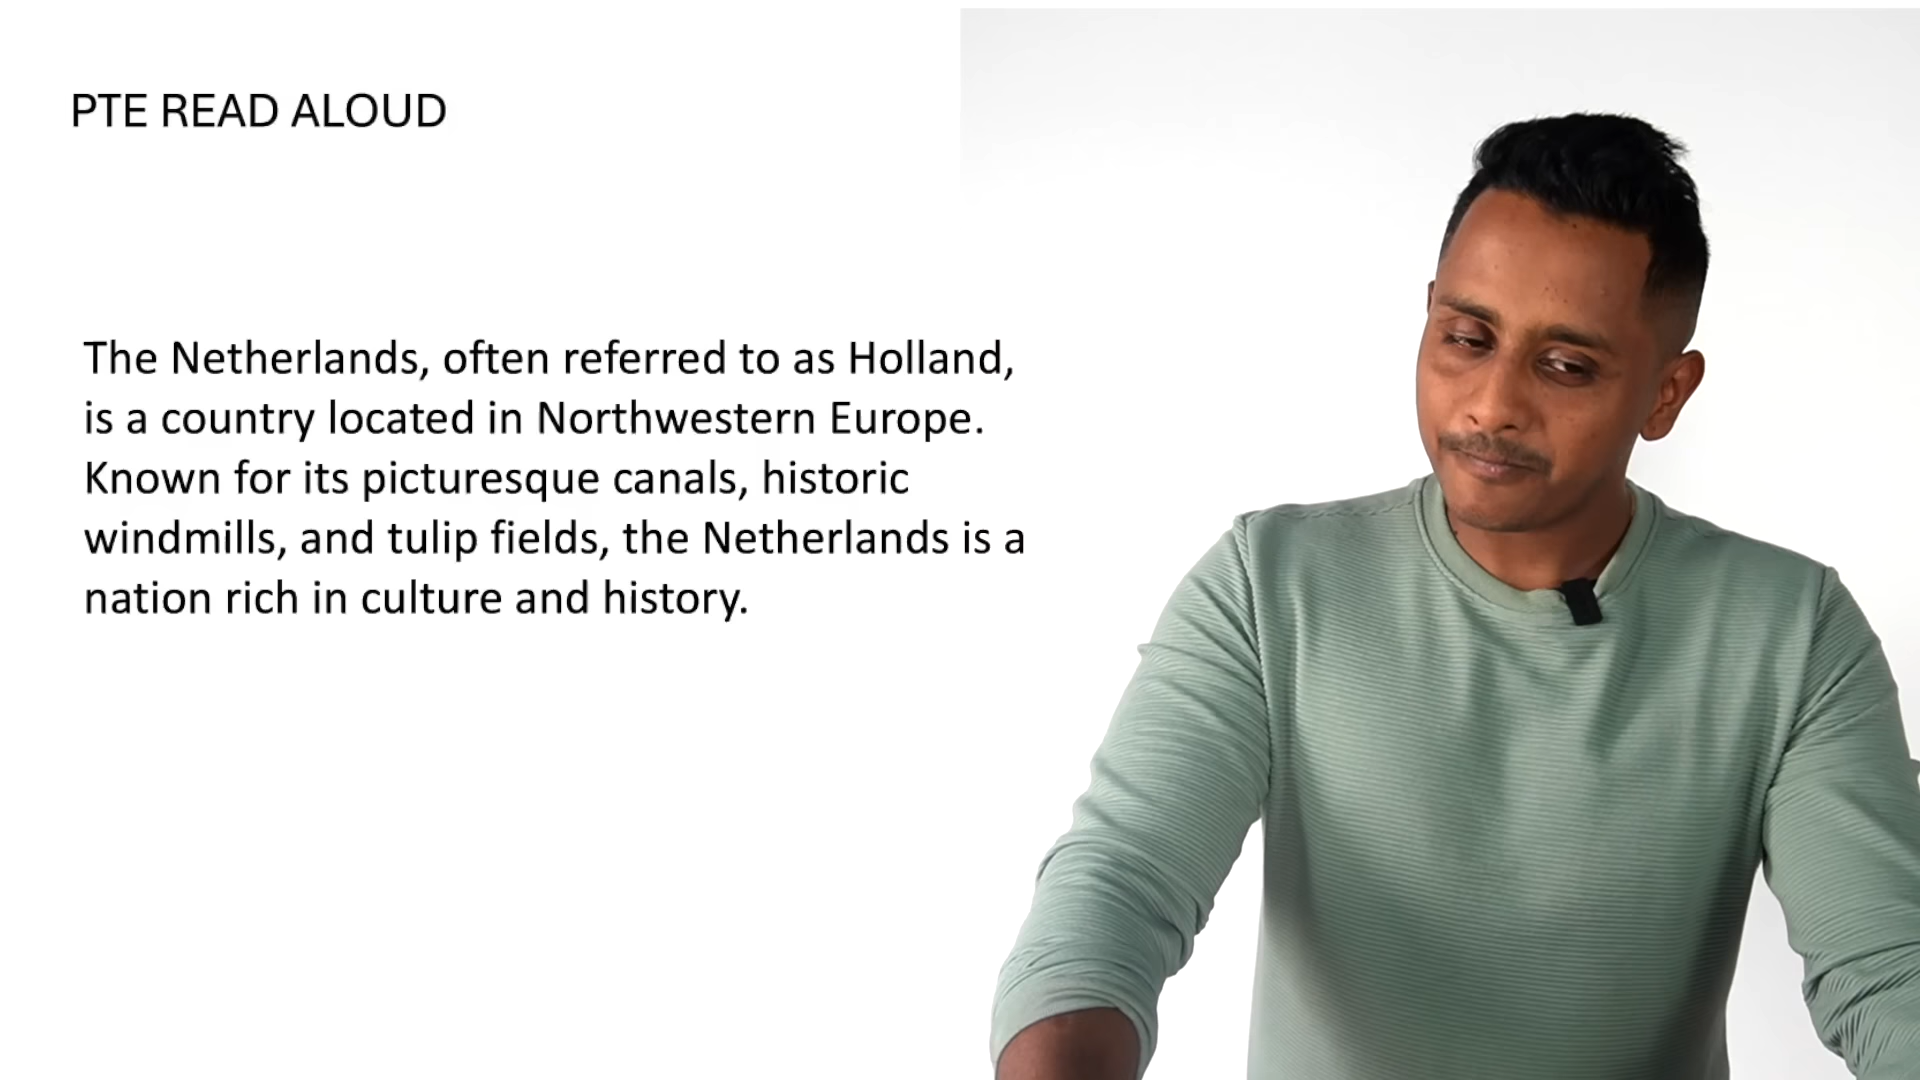 PTE READ ALOUD
The Netherlands, often referred to as Holland,
is a country located in Northwestern Europe.
Known for its picturesque canals, historic
windmills, and tulip fields, the Netherlands is a
nation rich in culture and history.